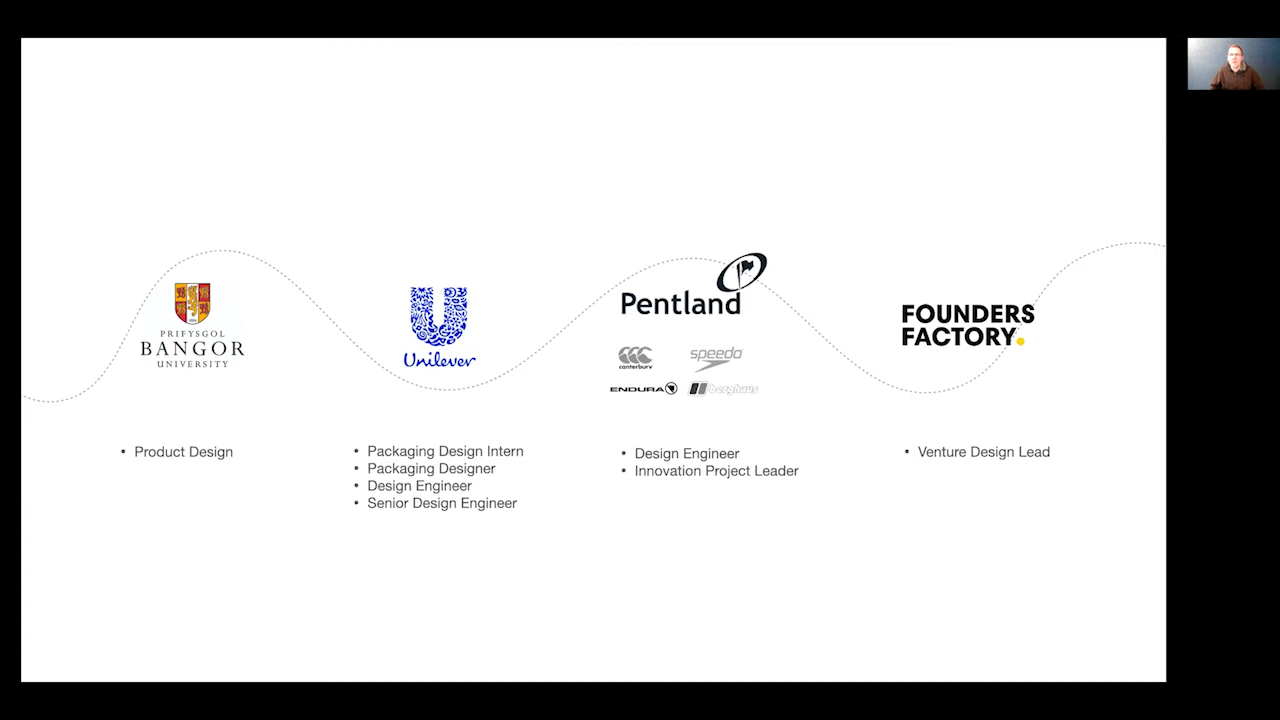 PRIFYSGOL
BANGOR
UNIVERSITY
• Product Design
Unilever
• Packaging Design Intern
• Packaging Designer
• Design Engineer
• Senior Design Engineer
Pentland
canterbury
speedo
ENDURA
berghaus
• Design Engineer
• Innovation Project Leader
FOUNDERS
FACTORY.
• Venture Design Lead